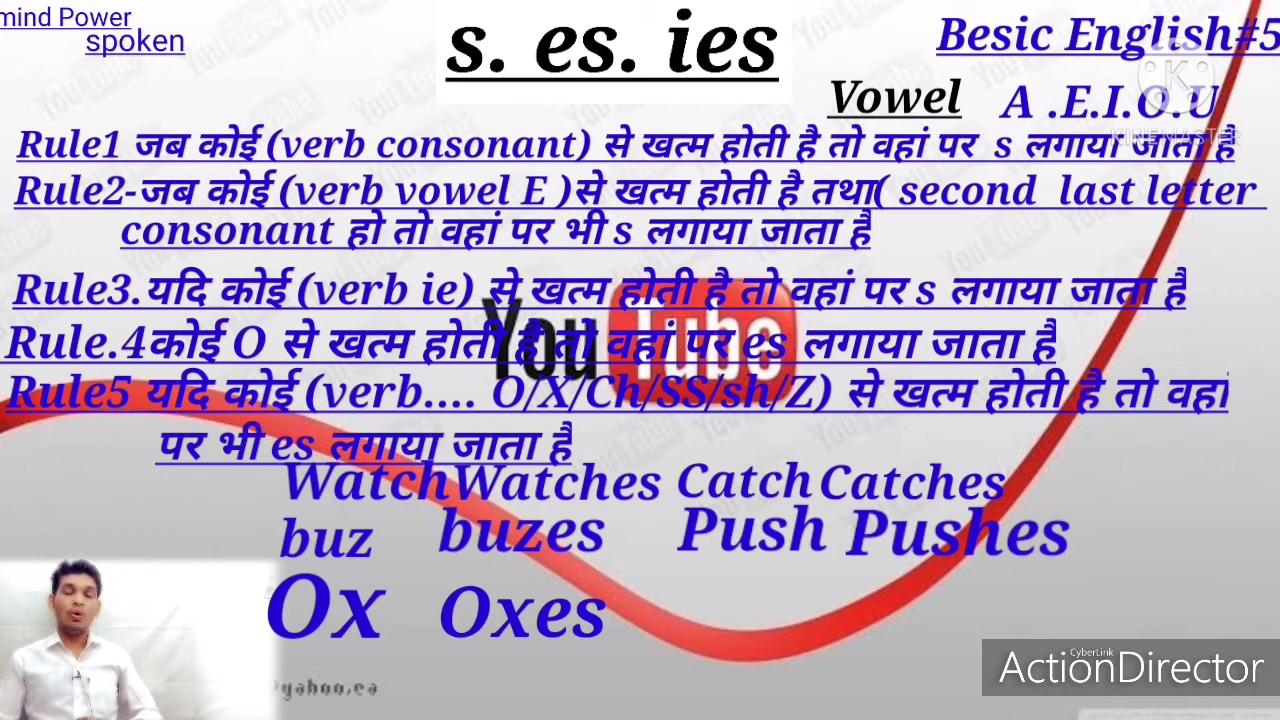 mind Power
spoken
s. es. ies
Besic English#5
Vowel A .E.I.O.U
KINEMASTER
Rule1 जब कोई (verb consonant) से खत्म होती है तो वहां पर s लगाया जाता है
Rule2-जब कोई (verb vowel E )से खत्म होती है तथा( second last letter
consonant हो तो वहां पर भी s लगाया जाता है
Rule3.यदि कोई (verb ie) से खत्म होती है तो वहां पर s लगाया जाता है
Rule.4कोई O से खत्म होती है तो वहां पर es लगाया जाता है
YouTube
Rule5 यदि कोई (verb.... O/X/Ch/SS/sh/Z) से खत्म होती है तो वहां
पर भी es लगाया जाता है
Watch Watches Catch Catches
buz buzes Push Pushes
Ox Oxes
CyberLink
ActionDirector